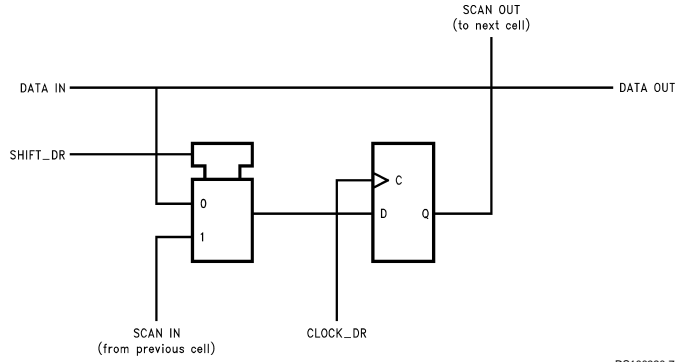 SCAN OUT
(to next cell)
DATA IN
DATA OUT
SHIFT_DR
C
0
D
Q
1
SCAN IN
(from previous cell)
CLOCK_DR